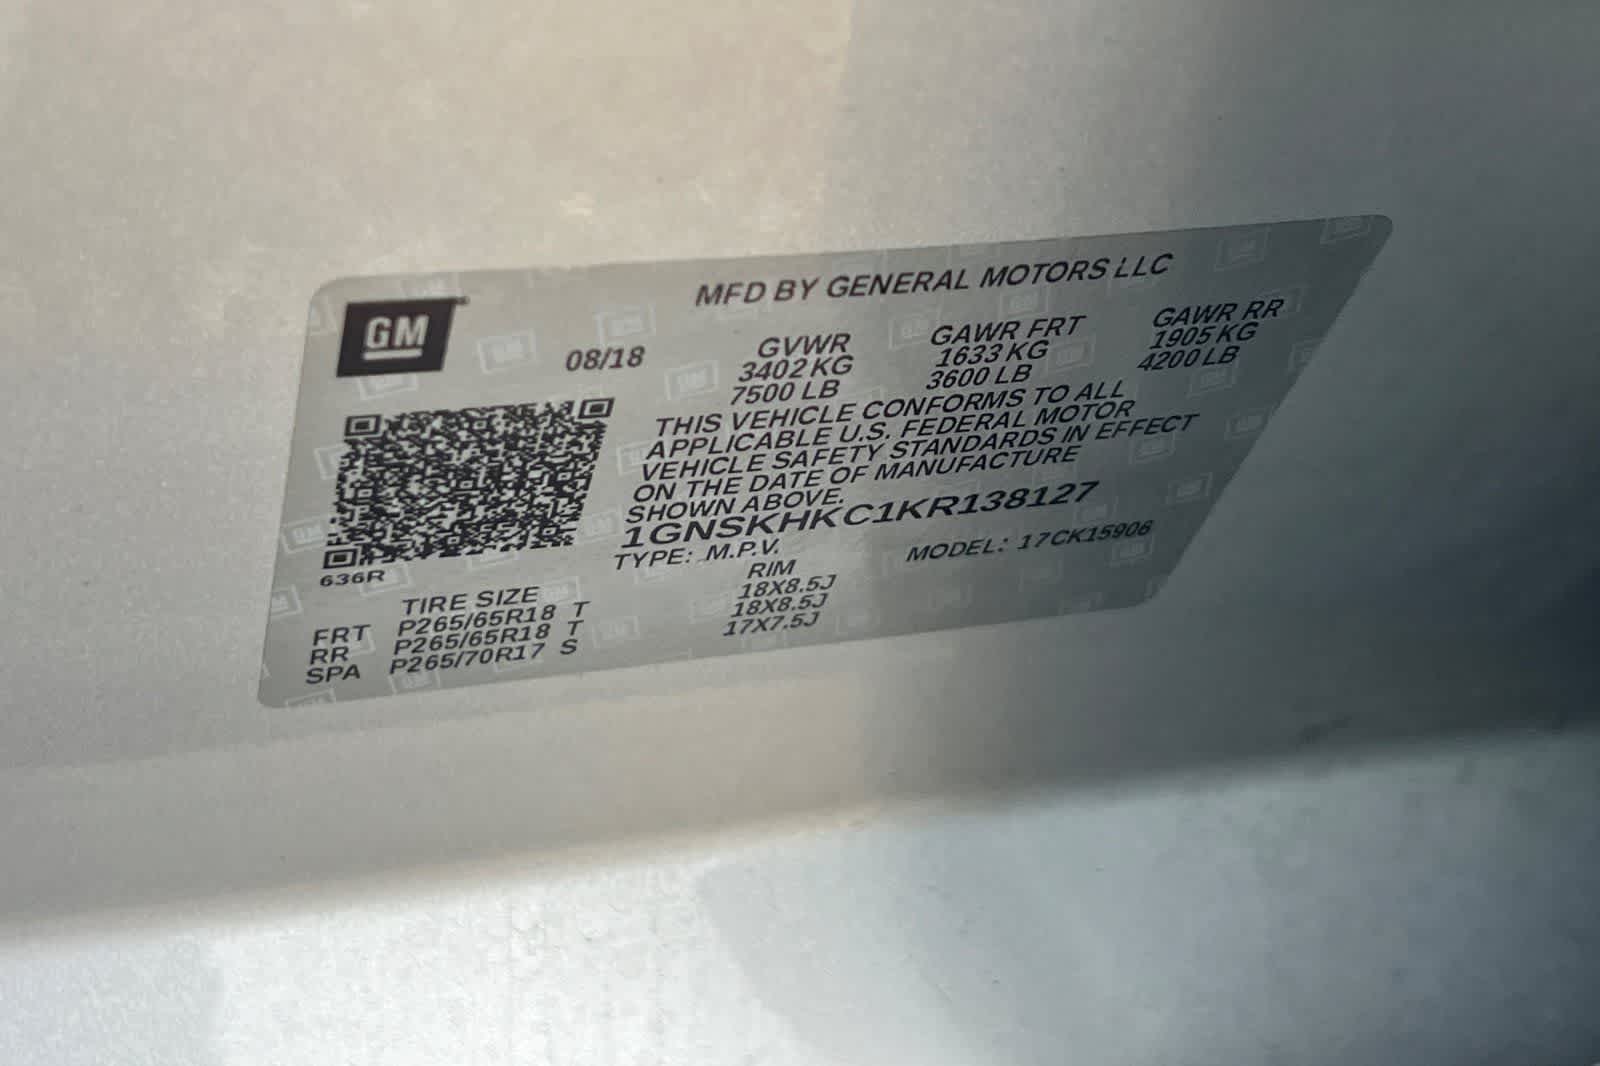 GM
MFD BY GENERAL MOTORS LLC
08/18
GVWR GAWR FRT GAWR RR
3402 KG 1633 KG 1905 KG
7500 LB 3600 LB 4200 LB
THIS VEHICLE CONFORMS TO ALL
APPLICABLE U.S. FEDERAL MOTOR
VEHICLE SAFETY STANDARDS IN EFFECT
ON THE DATE OF MANUFACTURE
SHOWN ABOVE.
1GNSKHKC1KR138127
TYPE: M.P.V. MODEL: 17CK15906
636R
TIRE SIZE RIM
FRT P265/65R18 T 18X8.5J
RR P265/65R18 T 18X8.5J
SPA P265/70R17 S 17X7.5J